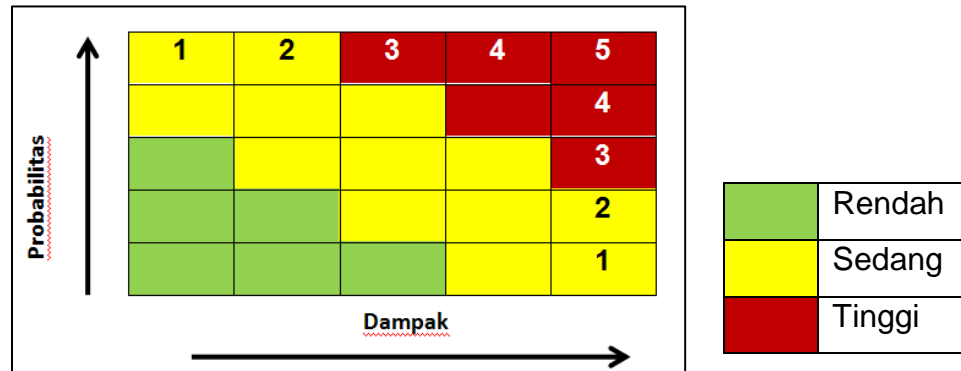 1 2 3 4 5
4
3
2
1
Probabilitas
Dampak
Rendah
Sedang
Tinggi